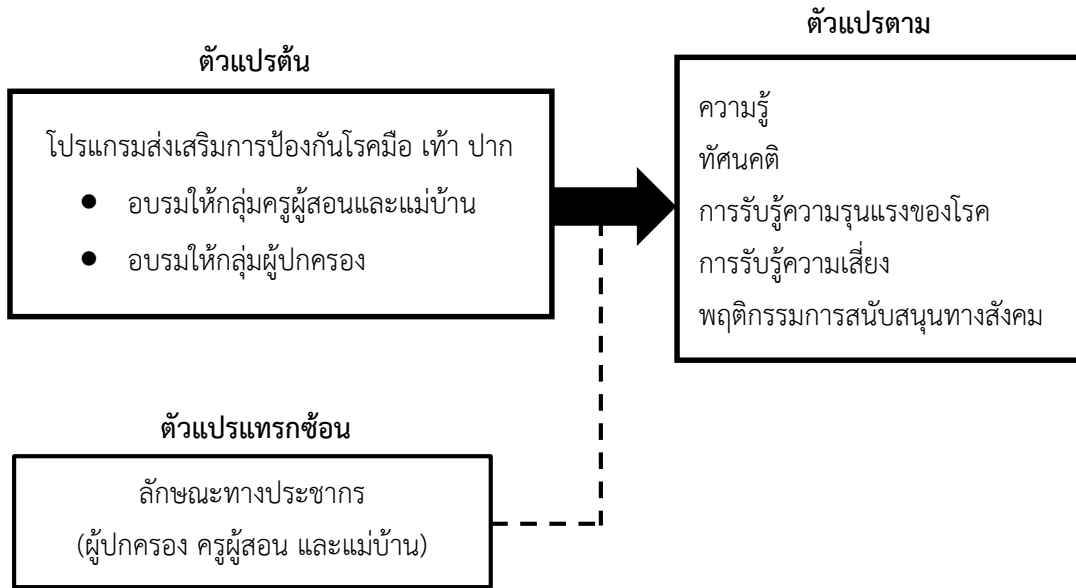 ตัวแปรต้น
โปรแกรมส่งเสริมการป้องกันโรคมือ เท้า ปาก
● อบรมให้กลุ่มครูผู้สอนและแม่บ้าน
● อบรมให้กลุ่มผู้ปกครอง
ตัวแปรตาม
ความรู้
ทัศนคติ
การรับรู้ความรุนแรงของโรค
การรับรู้ความเสี่ยง
พฤติกรรมการสนับสนุนทางสังคม
ตัวแปรแทรกซ้อน
ลักษณะทางประชากร
(ผู้ปกครอง ครูผู้สอน และแม่บ้าน)